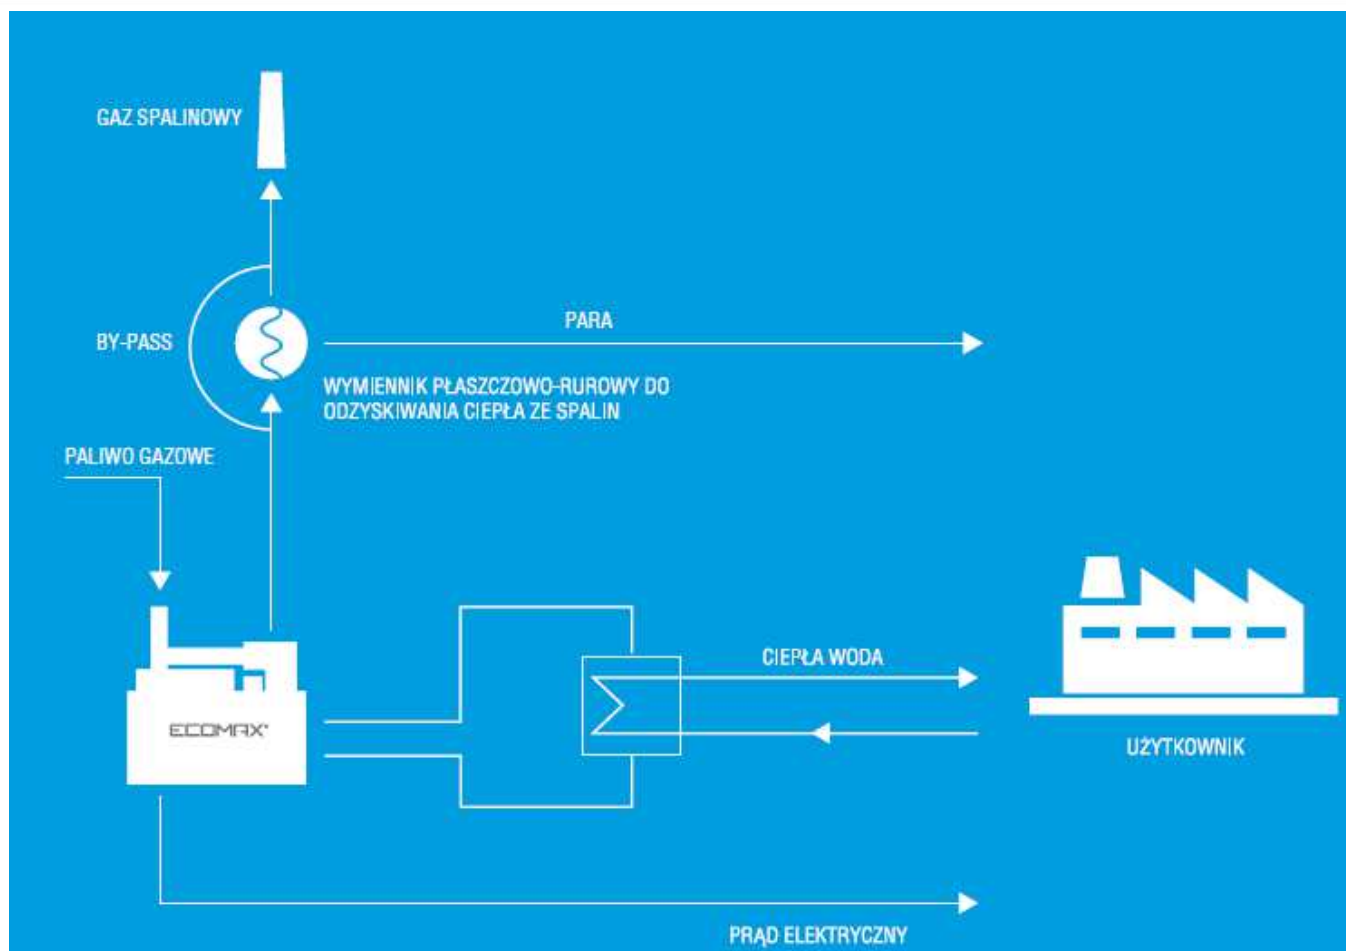 GAZ SPALINOWY
BY-PASS
PARA
WYMIENNIK PŁASZCZOWO-RUROWY DO
ODZYSKIWANIA CIEPŁA ZE SPALIN
PALIWO GAZOWE
ECOMAX®
CIEPŁA WODA
UŻYTKOWNIK
PRĄD ELEKTRYCZNY